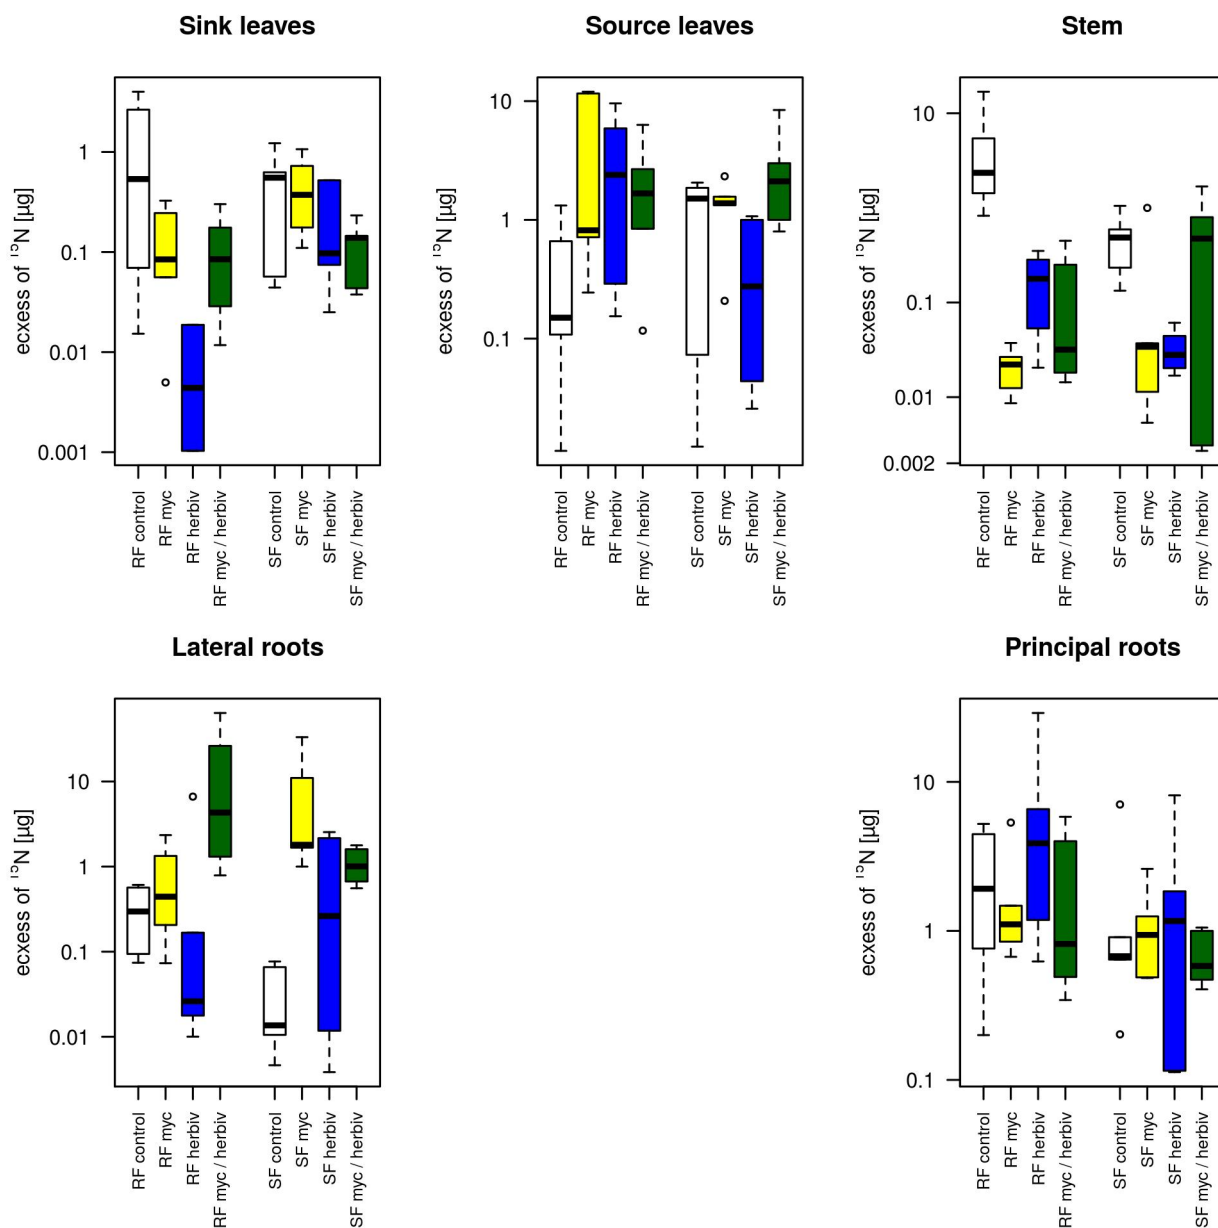 Sink leaves
ecxess of ¹⁵N [µg]
1
0.1
0.01
0.001
RF control
RF myc
RF herbiv
RF myc / herbiv
SF control
SF myc
SF herbiv
SF myc / herbiv
Source leaves
ecxess of ¹⁵N [µg]
10
1
0.1
RF control
RF myc
RF herbiv
RF myc / herbiv
SF control
SF myc
SF herbiv
SF myc / herbiv
Stem
ecxess of ¹⁵N [µg]
10
0.1
0.01
0.002
RF control
RF myc
RF herbiv
RF myc / herbiv
SF control
SF myc
SF herbiv
SF myc / herbiv
Lateral roots
ecxess of ¹⁵N [µg]
10
1
0.1
0.01
RF control
RF myc
RF herbiv
RF myc / herbiv
SF control
SF myc
SF herbiv
SF myc / herbiv
Principal roots
ecxess of ¹⁵N [µg]
10
1
0.1
RF control
RF myc
RF herbiv
RF myc / herbiv
SF control
SF myc
SF herbiv
SF myc / herbiv